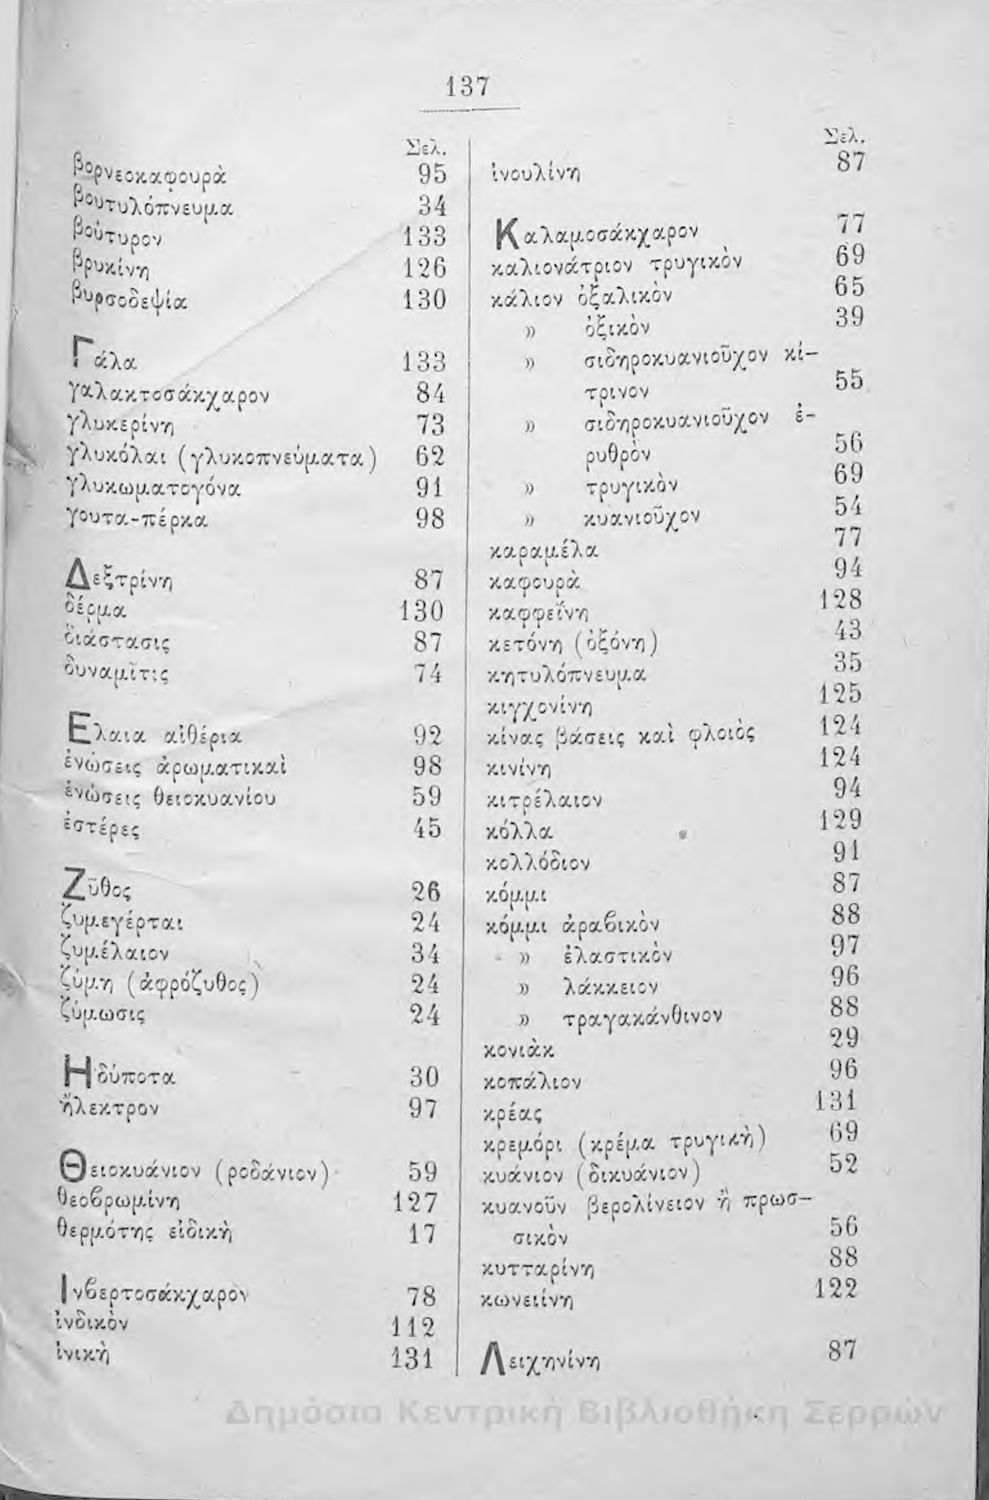 137
Σελ.
βορνεοκαφουρὰ 95
βουτυλόπνευμα 34
βούτυρον 133
βρυκίνη 126
βυρσοδεψία 130
Γάλα 133
γαλακτοσάκχαρον 84
γλυκερίνη 73
γλυκόλαι (γλυκοπνεύματα) 62
γλυκωματογόνα 91
γουτα-πέρκα 98
Δεξτρίνη 87
δέρμα 130
διάστασις 87
δυναμῖτις 74
Ελαια αἰθέρια 92
ἑνώσεις ἀρωματικαὶ 98
ἑνώσεις θειοκυανίου 59
ἐστέρες 45
Ζῦθος 26
ζυμεγέρται 24
ζυμέλαιον 34
ζύμη (ἀφρόζυθος) 24
ζύμωσις 24
Ηδύποτα 30
ἤλεκτρον 97
Θειοκυάνιον (ροδάνιον) 59
θεοβρωμίνη 127
θερμότης εἰδικὴ 17
Ινβερτοσάκχαρον 78
ἰνδικὸν 112
ἰνικὴ 131
Σελ.
ἰνουλίνη 87
Καλαμοσάκχαρον 77
καλιονάτριον τρυγικὸν 69
κάλιον ὀξαλικὸν 65
» ὀξικὸν 39
» σιδηροκυανιοῦχον κί-
τρινον 55
» σιδηροκυανιοῦχον ἐ-
ρυθρὸν 56
» τρυγικὸν 69
» κυανιοῦχον 54
καραμέλα 77
καφουρὰ 94
καφφεΐνη 128
κετόνη (ὀξόνη) 43
κητυλόπνευμα 35
κιγχονίνη 125
κίνας βάσεις καὶ φλοιὸς 124
κινίνη 124
κιτρέλαιον 94
κόλλα 129
κολλόδιον 91
κόμμι 87
κόμμι ἀραβικὸν 88
» ἐλαστικὸν 97
» λάκκειον 96
» τραγακάνθινον 88
κονιὰκ 29
κοπάλιον 96
κρέας 131
κρεμόρι (κρέμα τρυγικὴ) 69
κυάνιον (δικυάνιον) 52
κυανοῦν βερολίνειον ἢ πρωσ-
σικὸν 56
κυτταρίνη 88
κωνειίνη 122
Λειχηνίνη 87
Δημόσια Κεντρική Βιβλιοθήκη Σερρών